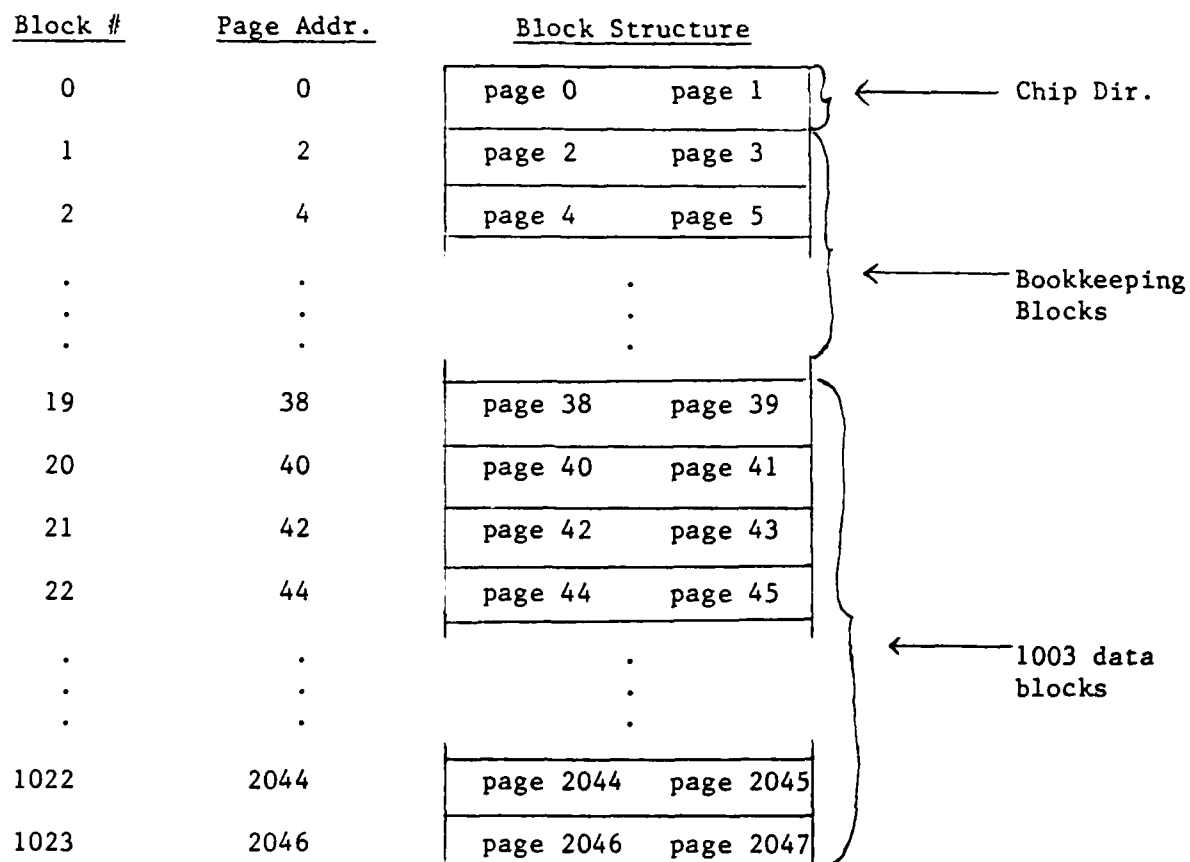 Block # Page Addr. Block Structure
0 0 page 0 page 1 Chip Dir.
1 2 page 2 page 3
2 4 page 4 page 5
. . .
. . . Bookkeeping
. . . Blocks
19 38 page 38 page 39
20 40 page 40 page 41
21 42 page 42 page 43
22 44 page 44 page 45
. . . 1003 data
. . . blocks
. . .
1022 2044 page 2044 page 2045
1023 2046 page 2046 page 2047